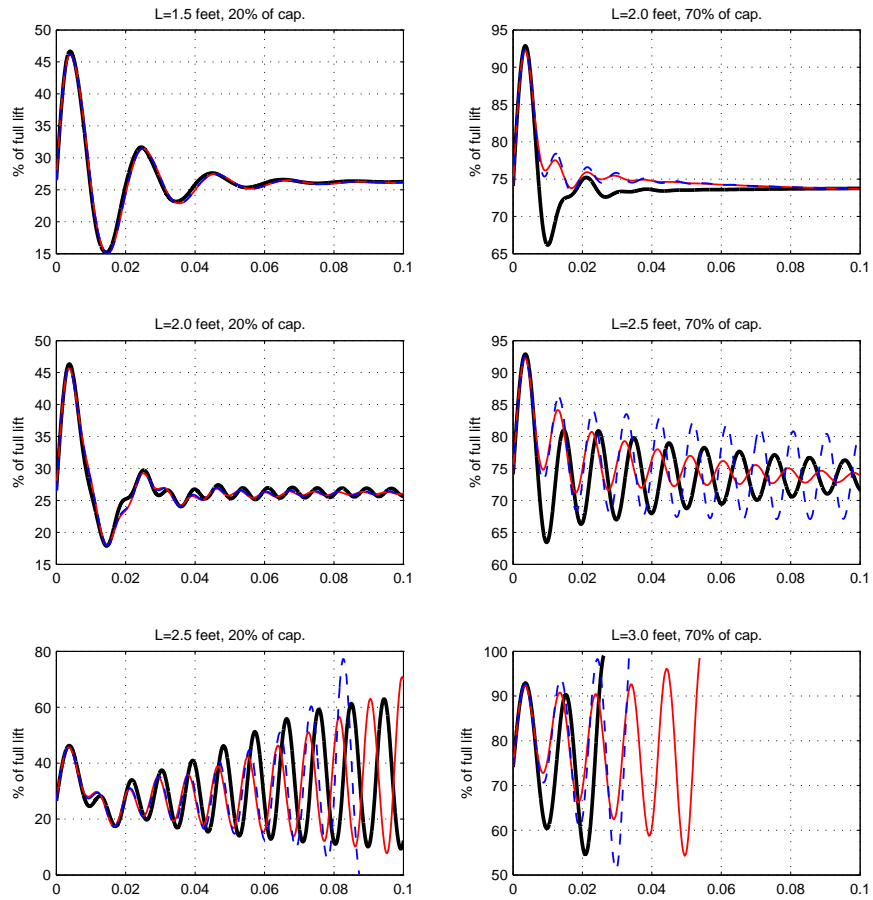 L=1.5 feet, 20% of cap.
50
45
40
35
30
25
20
15
% of full lift
0 0.02 0.04 0.06 0.08 0.1
L=2.0 feet, 70% of cap.
95
90
85
80
75
70
65
% of full lift
0 0.02 0.04 0.06 0.08 0.1
L=2.0 feet, 20% of cap.
50
45
40
35
30
25
20
15
% of full lift
0 0.02 0.04 0.06 0.08 0.1
L=2.5 feet, 70% of cap.
95
90
85
80
75
70
65
60
% of full lift
0 0.02 0.04 0.06 0.08 0.1
L=2.5 feet, 20% of cap.
80
60
40
20
0
% of full lift
0 0.02 0.04 0.06 0.08 0.1
L=3.0 feet, 70% of cap.
100
90
80
70
60
50
% of full lift
0 0.02 0.04 0.06 0.08 0.1